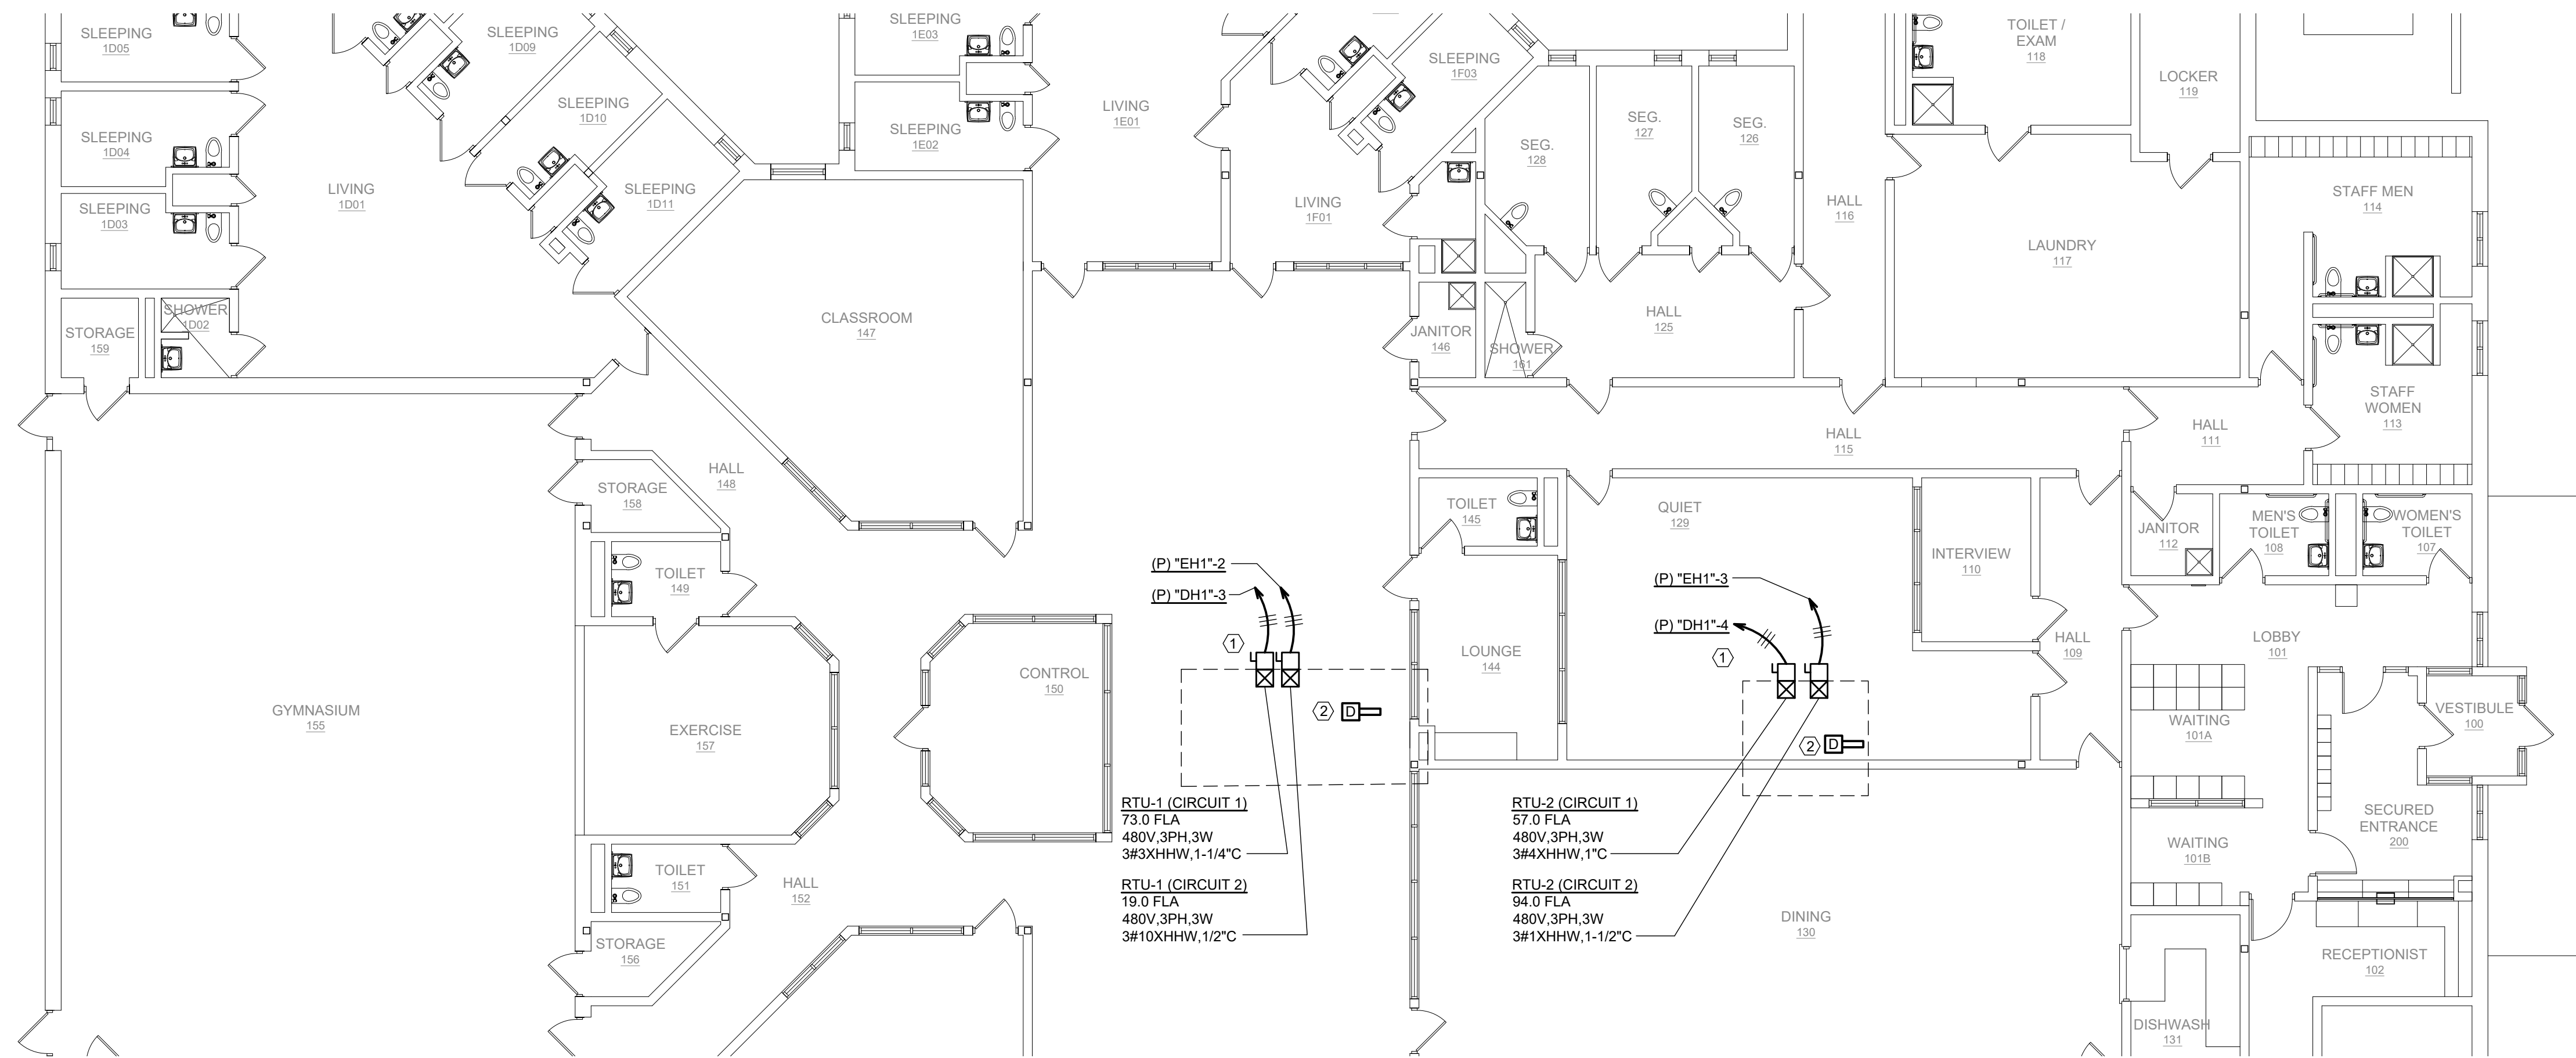 SLEEPING
1D05
SLEEPING
1D09
SLEEPING
1E03
SLEEPING
1F03
TOILET /
EXAM
118
LOCKER
119
SLEEPING
1D04
SLEEPING
1D10
SLEEPING
1E02
LIVING
1E01
SEG.
128
SEG.
127
SEG.
126
SLEEPING
1D03
LIVING
1D01
SLEEPING
1D11
LIVING
1F01
HALL
116
LAUNDRY
117
STAFF MEN
114
STORAGE
159
SHOWER
1D02
CLASSROOM
147
JANITOR
146
SHOWER
161
HALL
125
STAFF
WOMEN
113
HALL
148
HALL
115
HALL
111
STORAGE
158
TOILET
145
QUIET
129
INTERVIEW
110
JANITOR
112
MEN'S
TOILET
108
WOMEN'S
TOILET
107
TOILET
149
(P) "EH1"-2
(P) "DH1"-3
1
(P) "EH1"-3
(P) "DH1"-4
1
LOUNGE
144
HALL
109
LOBBY
101
CONTROL
150
GYMNASIUM
155
EXERCISE
157
2 D
2 D
WAITING
101A
VESTIBULE
100
RTU-1 (CIRCUIT 1)
73.0 FLA
480V,3PH,3W
3#3XHHW,1-1/4"C
RTU-1 (CIRCUIT 2)
19.0 FLA
480V,3PH,3W
3#10XHHW,1/2"C
RTU-2 (CIRCUIT 1)
57.0 FLA
480V,3PH,3W
3#4XHHW,1"C
RTU-2 (CIRCUIT 2)
94.0 FLA
480V,3PH,3W
3#1XHHW,1-1/2"C
SECURED
ENTRANCE
200
WAITING
101B
TOILET
151
HALL
152
DINING
130
STORAGE
156
RECEPTIONIST
102
DISHWASH
131